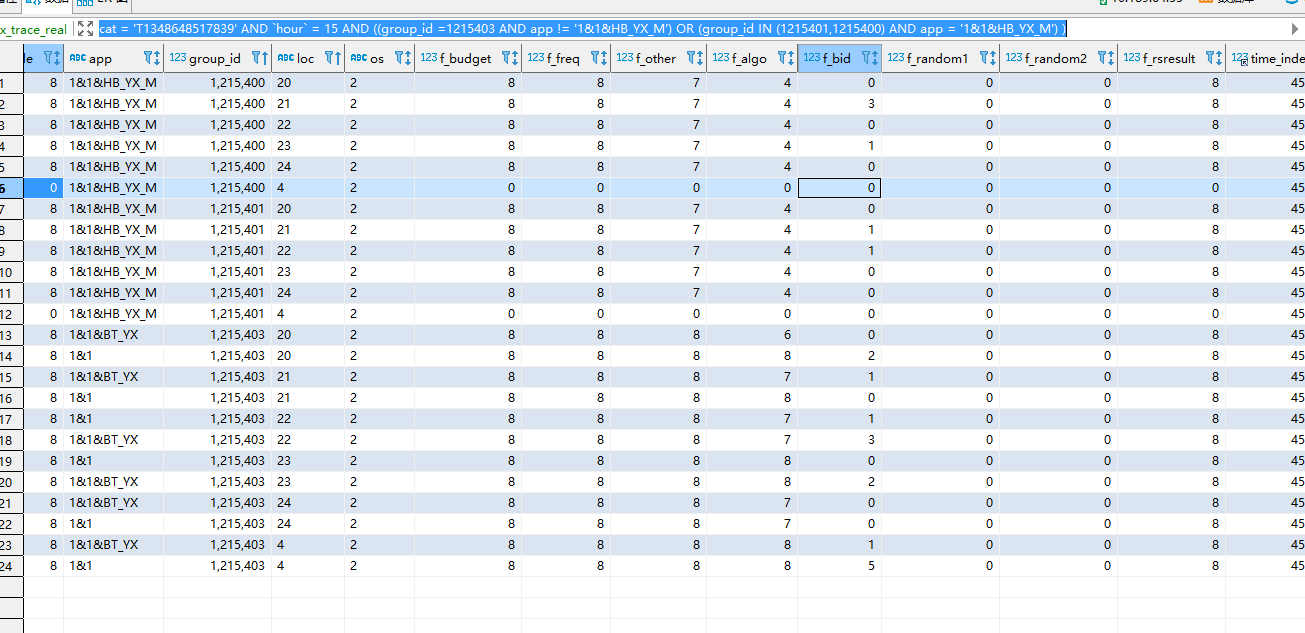 x_trace_real cat = 'T1348648517839' AND `hour` = 15 AND ((group_id =1215403 AND app != '1&1&HB_YX_M') OR (group_id IN (1215401,1215400) AND app = '1&1&HB_YX_M') )
le ABC app 123 group_id ABC loc ABC os 123 f_budget 123 f_freq 123 f_other 123 f_algo 123 f_bid 123 f_random1 123 f_random2 123 f_rsresult 123 time_inde
1 8 1&1&HB_YX_M 1,215,400 20 2 8 8 7 4 0 0 0 8 45
2 8 1&1&HB_YX_M 1,215,400 21 2 8 8 7 4 3 0 0 8 45
3 8 1&1&HB_YX_M 1,215,400 22 2 8 8 7 4 0 0 0 8 45
4 8 1&1&HB_YX_M 1,215,400 23 2 8 8 7 4 1 0 0 8 45
5 8 1&1&HB_YX_M 1,215,400 24 2 8 8 7 4 0 0 0 8 45
6 0 1&1&HB_YX_M 1,215,400 4 2 0 0 0 0 0 0 0 0 45
7 8 1&1&HB_YX_M 1,215,401 20 2 8 8 7 4 0 0 0 8 45
8 8 1&1&HB_YX_M 1,215,401 21 2 8 8 7 4 1 0 0 8 45
9 8 1&1&HB_YX_M 1,215,401 22 2 8 8 7 4 1 0 0 8 45
10 8 1&1&HB_YX_M 1,215,401 23 2 8 8 7 4 0 0 0 8 45
11 8 1&1&HB_YX_M 1,215,401 24 2 8 8 7 4 0 0 0 8 45
12 0 1&1&HB_YX_M 1,215,401 4 2 0 0 0 0 0 0 0 0 45
13 8 1&1&BT_YX 1,215,403 20 2 8 8 8 6 0 0 0 8 45
14 8 1&1 1,215,403 20 2 8 8 8 8 2 0 0 8 45
15 8 1&1&BT_YX 1,215,403 21 2 8 8 8 7 1 0 0 8 45
16 8 1&1 1,215,403 21 2 8 8 8 8 0 0 0 8 45
17 8 1&1 1,215,403 22 2 8 8 8 7 1 0 0 8 45
18 8 1&1&BT_YX 1,215,403 22 2 8 8 8 7 3 0 0 8 45
19 8 1&1 1,215,403 23 2 8 8 8 8 0 0 0 8 45
20 8 1&1&BT_YX 1,215,403 23 2 8 8 8 8 2 0 0 8 45
21 8 1&1&BT_YX 1,215,403 24 2 8 8 8 7 0 0 0 8 45
22 8 1&1 1,215,403 24 2 8 8 8 7 0 0 0 8 45
23 8 1&1&BT_YX 1,215,403 4 2 8 8 8 8 1 0 0 8 45
24 8 1&1 1,215,403 4 2 8 8 8 8 5 0 0 8 45